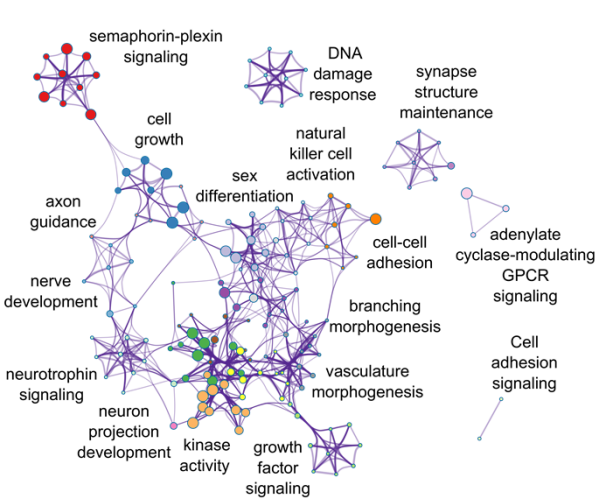 semaphorin-plexin
signaling
DNA
damage
response
synapse
structure
maintenance
cell
growth
natural
killer cell
activation
sex
differentiation
axon
guidance
cell-cell
adhesion
adenylate
cyclase-modulating
GPCR
signaling
nerve
development
branching
morphogenesis
Cell
adhesion
signaling
neurotrophin
signaling
vasculature
morphogenesis
neuron
projection
development
kinase
activity
growth
factor
signaling